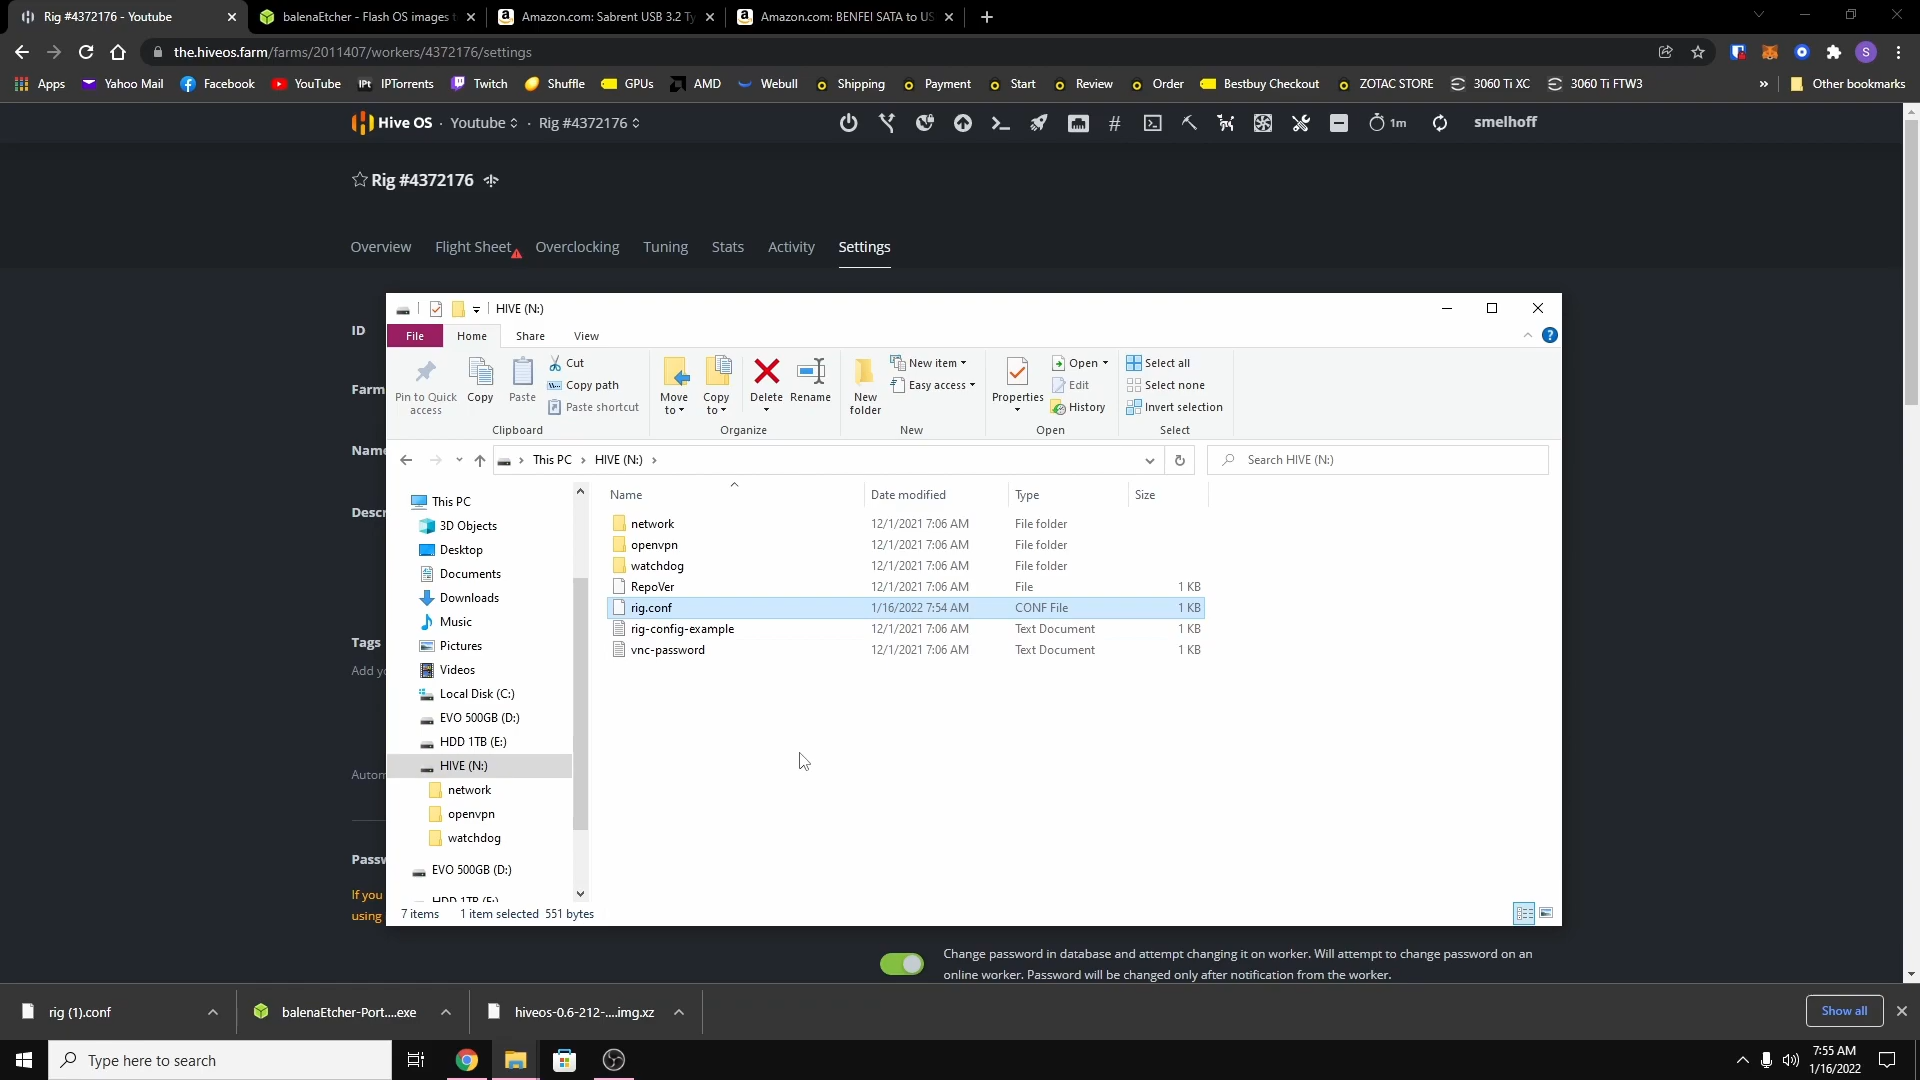 Rig #4372176 - Youtube
balenaEtcher - Flash OS images t
Amazon.com: Sabrent USB 3.2 Ty
Amazon.com: BENFEI SATA to US
the.hiveos.farm/farms/2011407/workers/4372176/settings
S
Apps
Yahoo Mail
Facebook
YouTube
IPt
IPTorrents
Twitch
Shuffle
GPUs
AMD
Webull
Shipping
Payment
Start
Review
Order
Bestbuy Checkout
ZOTAC STORE
3060 Ti XC
3060 Ti FTW3
»
Other bookmarks
Hive OS · Youtube · Rig #4372176
1m
smelhoff
Rig #4372176
Overview
Flight Sheet
Overclocking
Tuning
Stats
Activity
Settings
HIVE (N:)
File
Home
Share
View
Pin to Quick access
Copy
Paste
Cut
Copy path
Paste shortcut
Move to
Copy to
Delete
Rename
New folder
New item
Easy access
Properties
Open
Edit
History
Select all
Select none
Invert selection
Clipboard
Organize
New
Open
Select
This PC
HIVE (N:)
Search HIVE (N:)
Name
Date modified
Type
Size
network 12/1/2021 7:06 AM File folder
openvpn 12/1/2021 7:06 AM File folder
watchdog 12/1/2021 7:06 AM File folder
RepoVer 12/1/2021 7:06 AM File 1 KB
rig.conf 1/16/2022 7:54 AM CONF File 1 KB
rig-config-example 12/1/2021 7:06 AM Text Document 1 KB
vnc-password 12/1/2021 7:06 AM Text Document 1 KB
This PC
3D Objects
Desktop
Documents
Downloads
Music
Pictures
Videos
Local Disk (C:)
EVO 500GB (D:)
HDD 1TB (E:)
HIVE (N:)
network
openvpn
watchdog
EVO 500GB (D:)
HDD 1TB (E:)
7 items
1 item selected 551 bytes
ID
Farm
Name
Descr
Tags
Add yo
Autom
Passw
If you
using
Change password in database and attempt changing it on worker. Will attempt to change password on an
online worker. Password will be changed only after notification from the worker.
rig (1).conf
balenaEtcher-Port....exe
hiveos-0.6-212-....img.xz
Show all
Type here to search
7:55 AM
1/16/2022